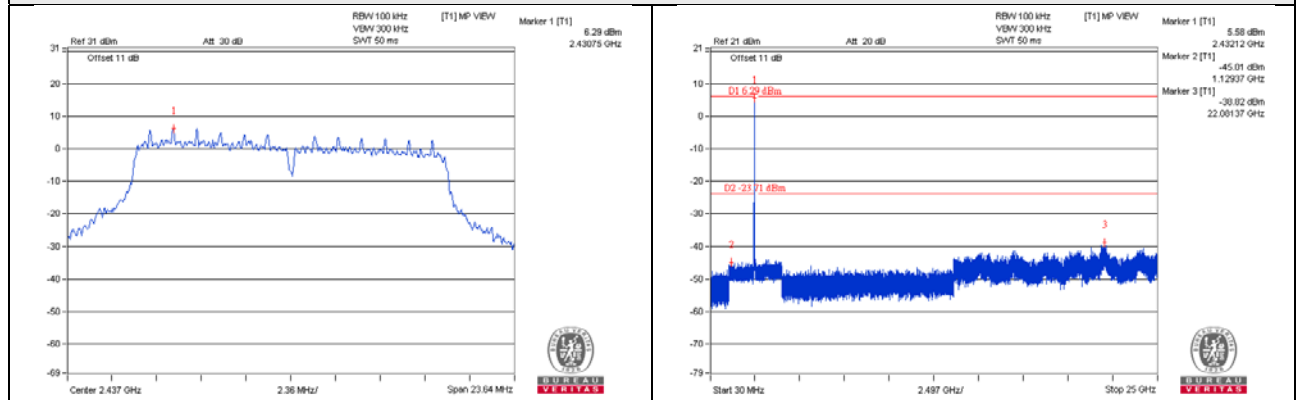 RBW 100 kHz
VBW 300 kHz
SWT 50 ms
[T1] MP VIEW
Marker 1 [T1]
6.29 dBm
2.43075 GHz
Ref 31 dBm
Att 30 dB
Offset 11 dB
31
20
10
0
-10
-20
-30
-40
-50
-60
-69
1
Center 2.437 GHz
2.36 MHz/
Span 23.64 MHz
BUREAU VERITAS
1828
BUREAU
VERITAS
RBW 100 kHz
VBW 300 kHz
SWT 50 ms
[T1] MP VIEW
Marker 1 [T1]
5.58 dBm
2.43212 GHz
Marker 2 [T1]
-45.01 dBm
1.12937 GHz
Marker 3 [T1]
-38.82 dBm
22.08137 GHz
Ref 21 dBm
Att 20 dB
Offset 11 dB
21
10
0
-10
-20
-30
-40
-50
-60
-70
-79
1
D1 6.29 dBm
D2 -23.71 dBm
2
3
Start 30 MHz
2.497 GHz/
Stop 25 GHz
BUREAU VERITAS
1828
BUREAU
VERITAS